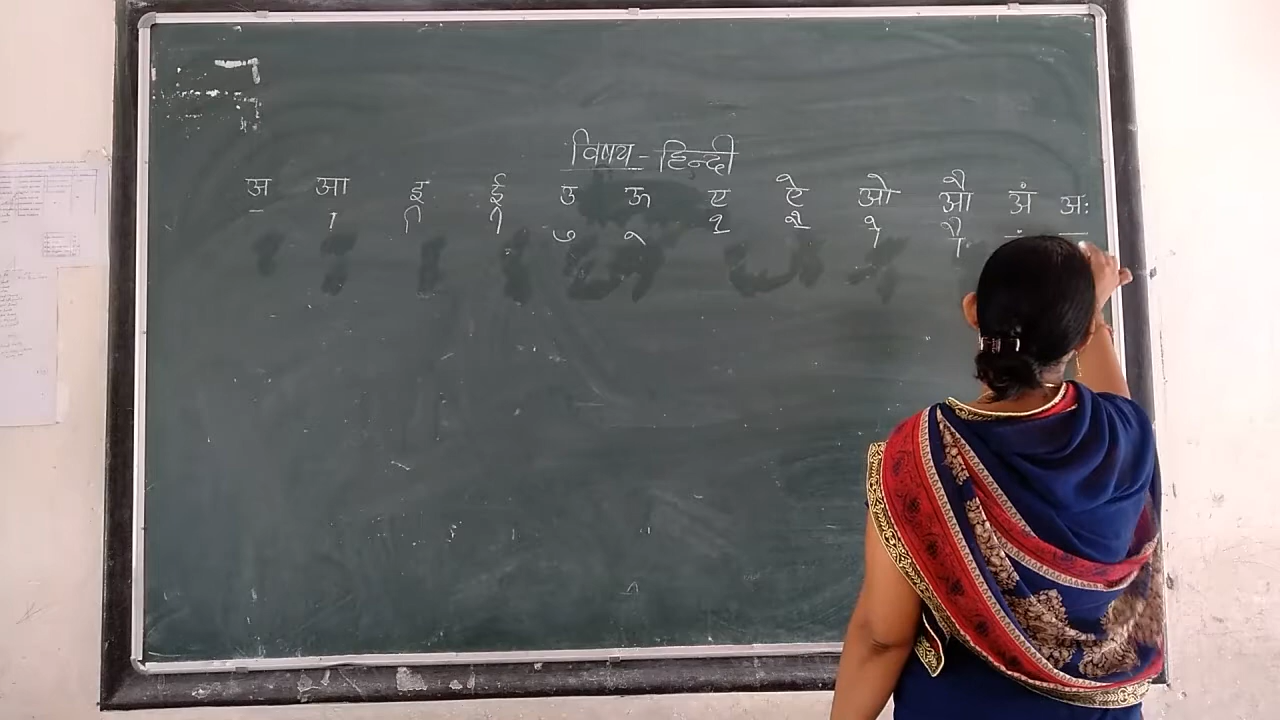 विषय - हिन्दी
अ आ इ ई उ ऊ ए ऐ ओ औ अं अः
- ा ि ी ु ू े ै ो ौ ं